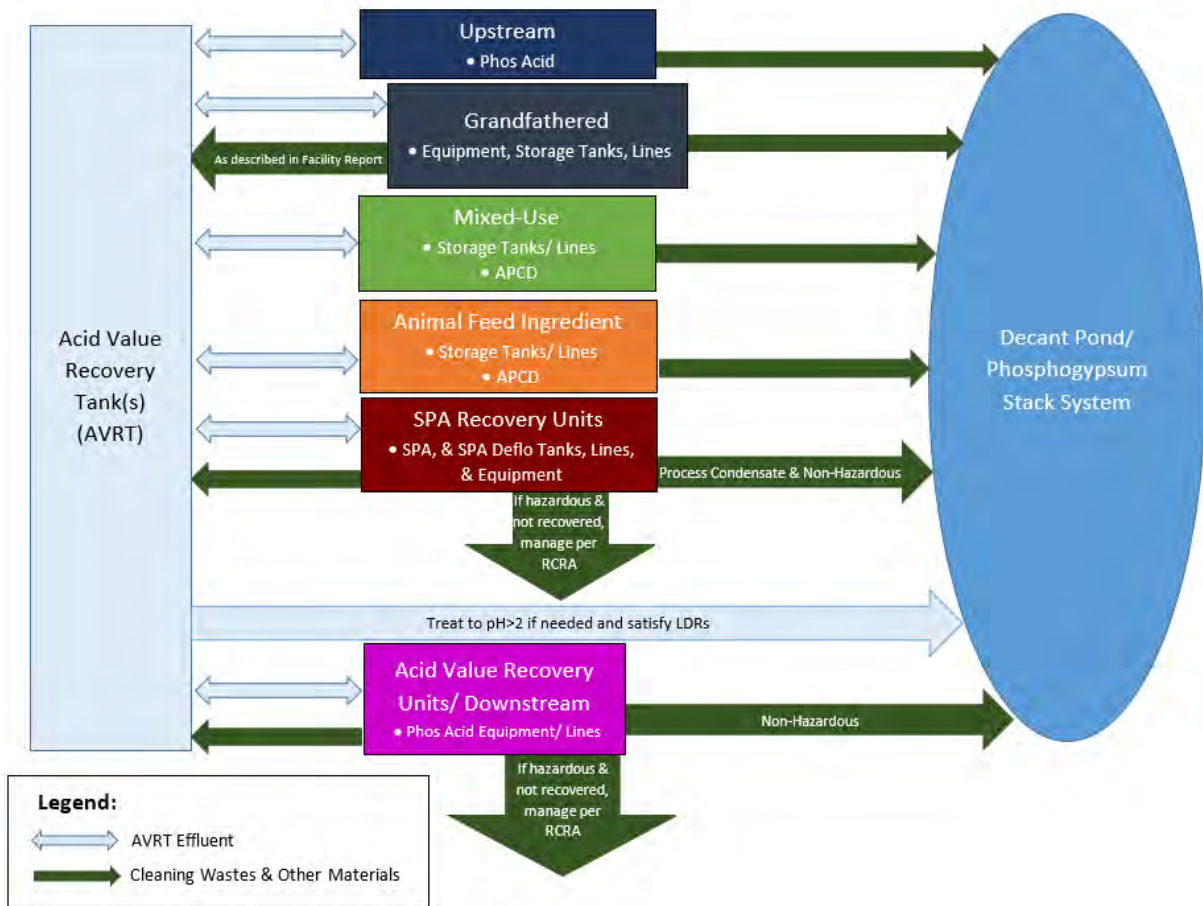 Upstream
• Phos Acid
Grandfathered
• Equipment, Storage Tanks, Lines
As described in Facility Report
Mixed-Use
• Storage Tanks/ Lines
• APCD
Animal Feed Ingredient
• Storage Tanks/ Lines
• APCD
Acid Value
Recovery
Tank(s)
(AVRT)
Decant Pond/
Phosphogypsum
Stack System
SPA Recovery Units
• SPA, & SPA Deflo Tanks, Lines,
& Equipment
Process Condensate & Non-Hazardous
If hazardous &
not recovered,
manage per
RCRA
Treat to pH>2 if needed and satisfy LDRs
Acid Value Recovery
Units/ Downstream
• Phos Acid Equipment/ Lines
Non-Hazardous
If hazardous &
not recovered,
manage per
RCRA
Legend:
AVRT Effluent
Cleaning Wastes & Other Materials